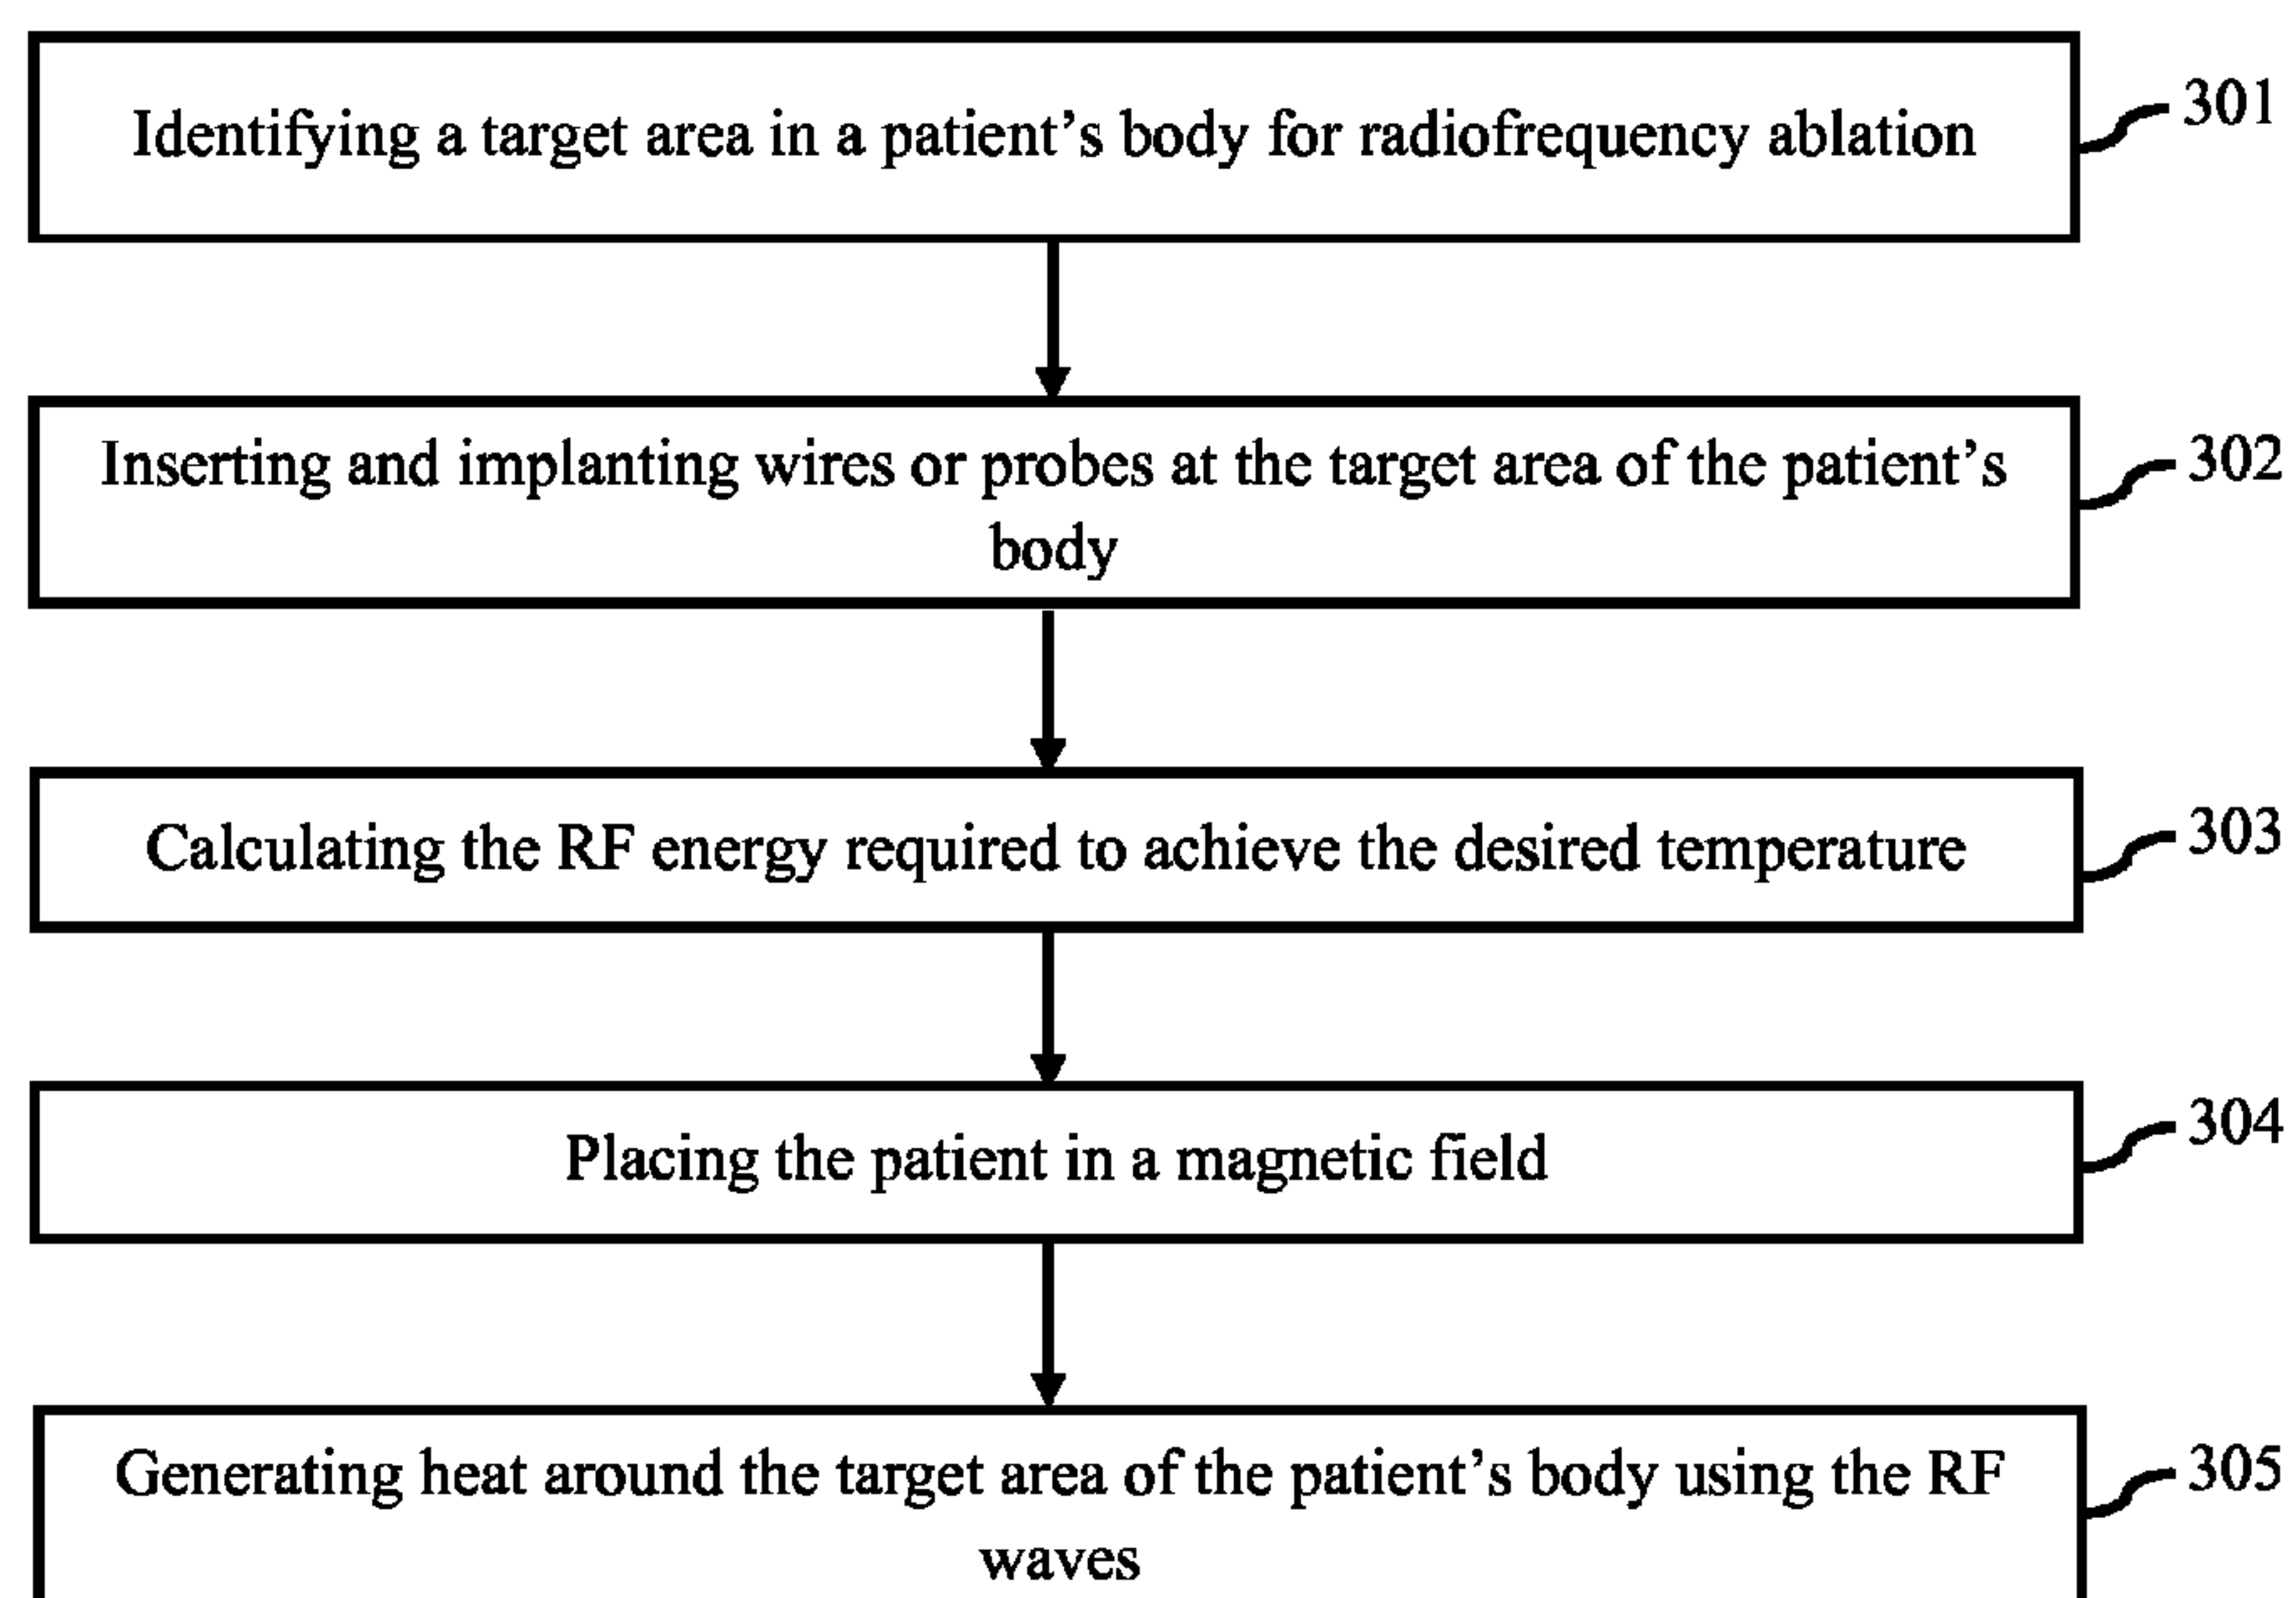 Identifying a target area in a patient's body for radiofrequency ablation
301
Inserting and implanting wires or probes at the target area of the patient's
body
302
Calculating the RF energy required to achieve the desired temperature
303
Placing the patient in a magnetic field
304
Generating heat around the target area of the patient's body using the RF
waves
305